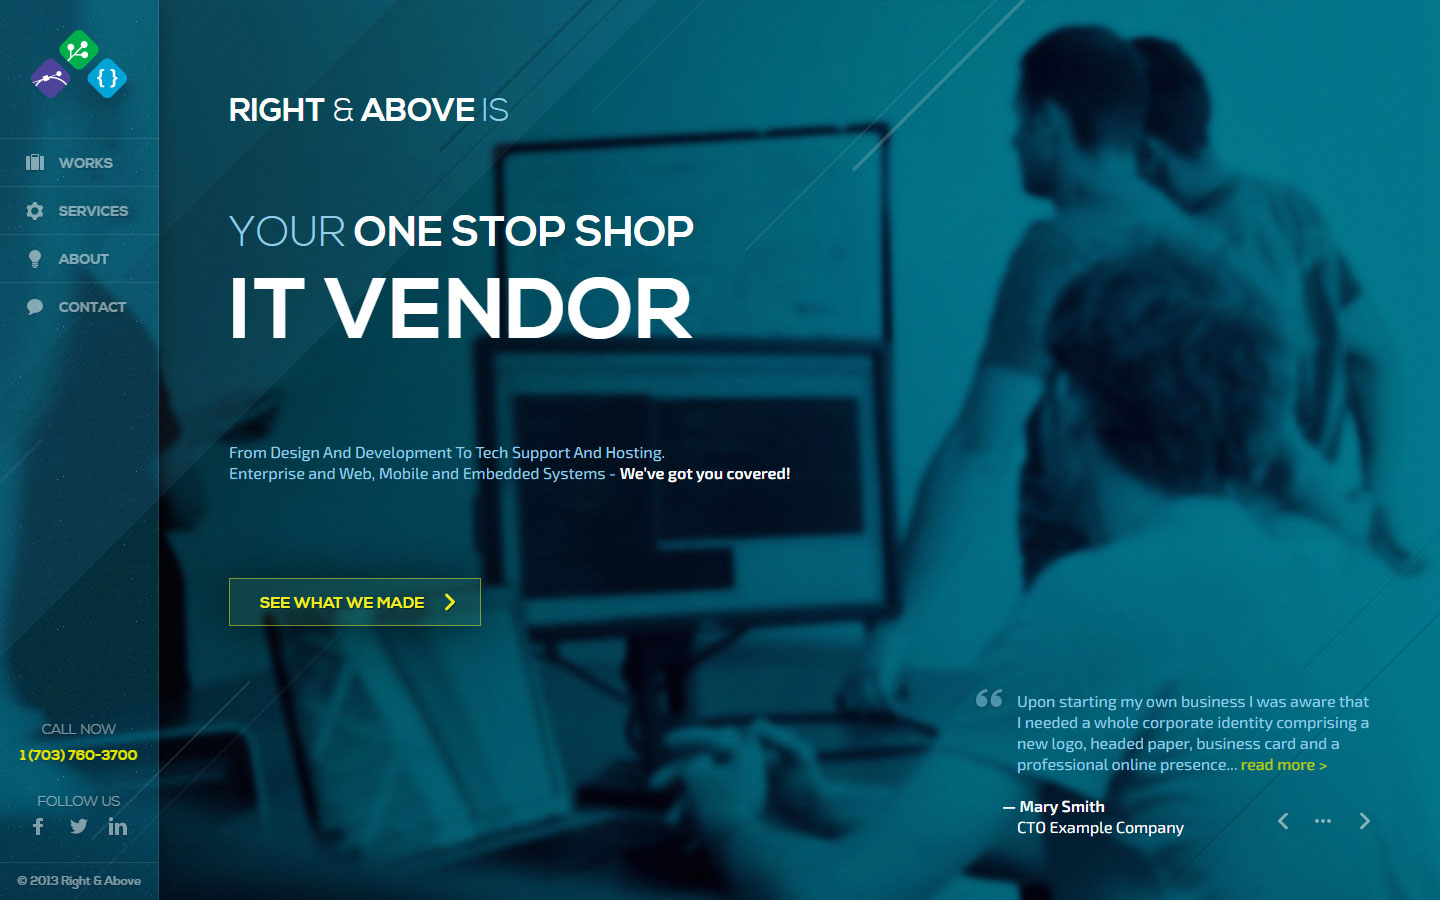 RIGHT & ABOVE IS
YOUR ONE STOP SHOP
IT VENDOR
From Design And Development To Tech Support And Hosting.
Enterprise and Web, Mobile and Embedded Systems - We've got you covered!
SEE WHAT WE MADE
WORKS
SERVICES
ABOUT
CONTACT
CALL NOW
1 (703) 760-3700
FOLLOW US
© 2013 Right & Above
Upon starting my own business I was aware that
I needed a whole corporate identity comprising a
new logo, headed paper, business card and a
professional online presence... read more >
— Mary Smith
CTO Example Company